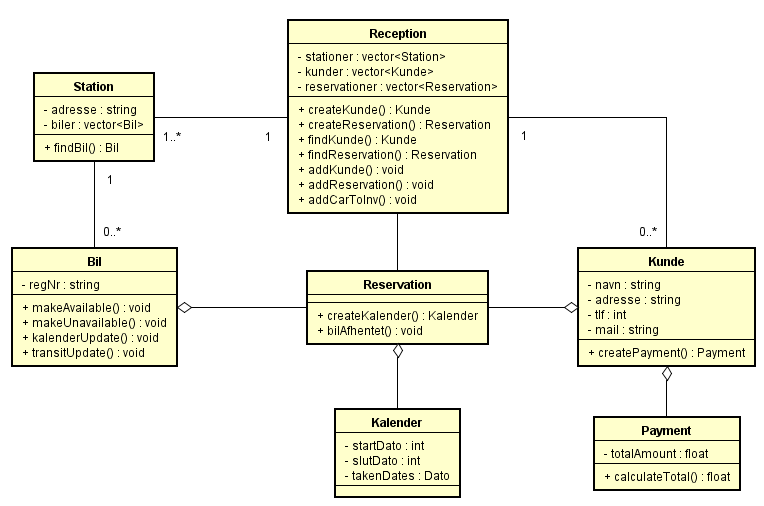 Reception
- stationer : vector<Station>
- kunder : vector<Kunde>
- reservationer : vector<Reservation>
+ createKunde() : Kunde
+ createReservation() : Reservation
+ findKunde() : Kunde
+ findReservation() : Reservation
+ addKunde() : void
+ addReservation() : void
+ addCarToInv() : void
Station
- adresse : string
- biler : vector<Bil>
+ findBil() : Bil
1..*
1
1
1
0..*
0..*
Bil
- regNr : string
+ makeAvailable() : void
+ makeUnavailable() : void
+ kalenderUpdate() : void
+ transitUpdate() : void
Reservation
+ createKalender() : Kalender
+ bilAfhentet() : void
Kunde
- navn : string
- adresse : string
- tlf : int
- mail : string
+ createPayment() : Payment
Kalender
- startDato : int
- slutDato : int
- takenDates : Dato
Payment
- totalAmount : float
+ calculateTotal() : float